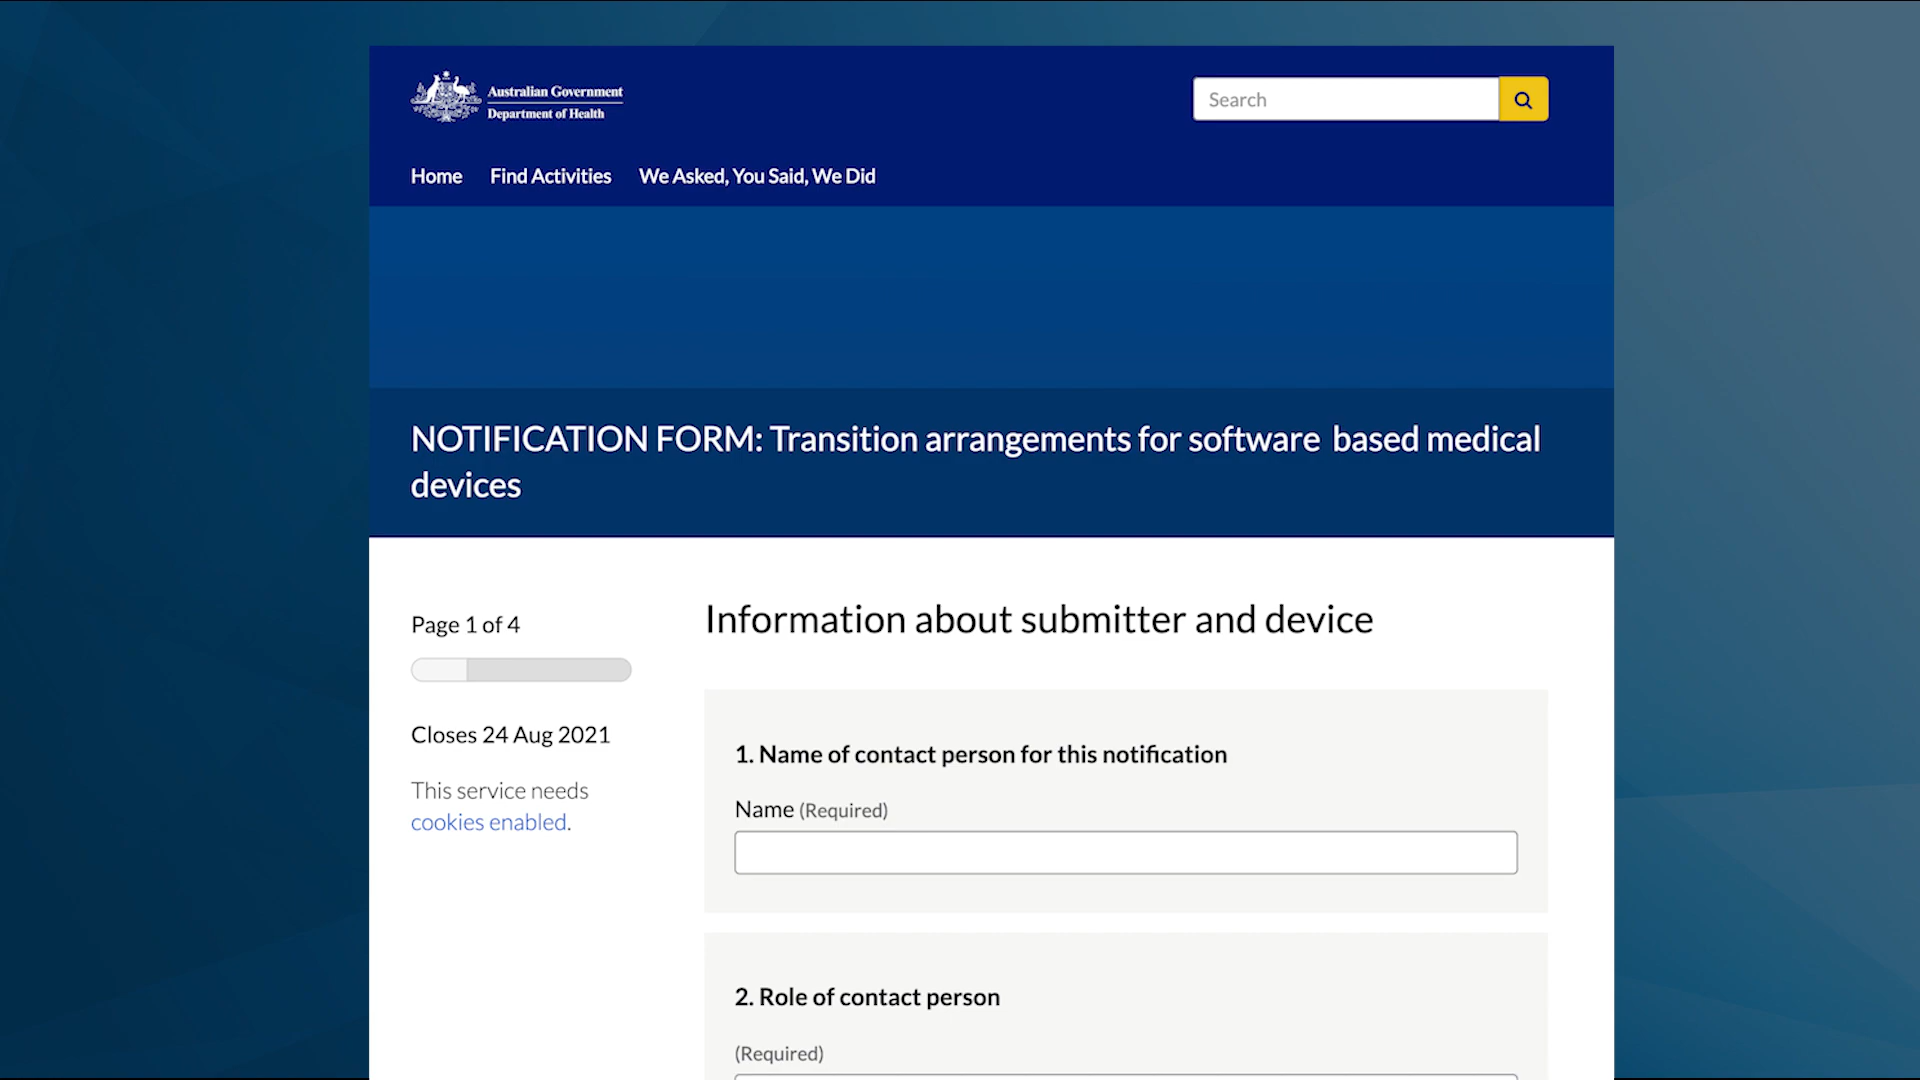 Australian Government
Department of Health
Search
Home Find Activities We Asked, You Said, We Did
NOTIFICATION FORM: Transition arrangements for software based medical
devices
Page 1 of 4
Closes 24 Aug 2021
This service needs
cookies enabled.
Information about submitter and device
1. Name of contact person for this notification
Name (Required)
2. Role of contact person
(Required)